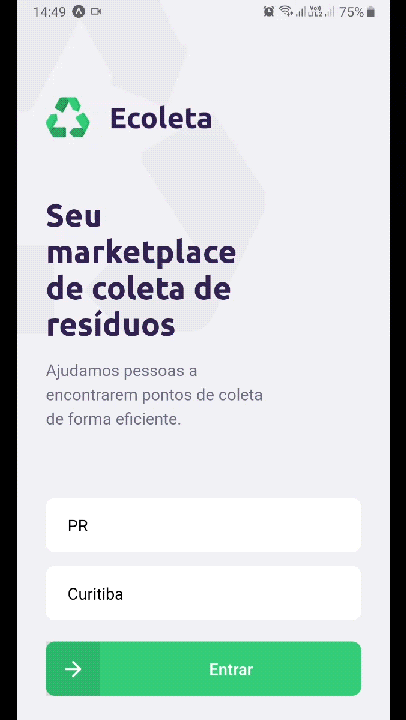 14:49 75%
Ecoleta
Seu
marketplace
de coleta de
resíduos
Ajudamos pessoas a
encontrarem pontos de coleta
de forma eficiente.
PR
Curitiba
Entrar